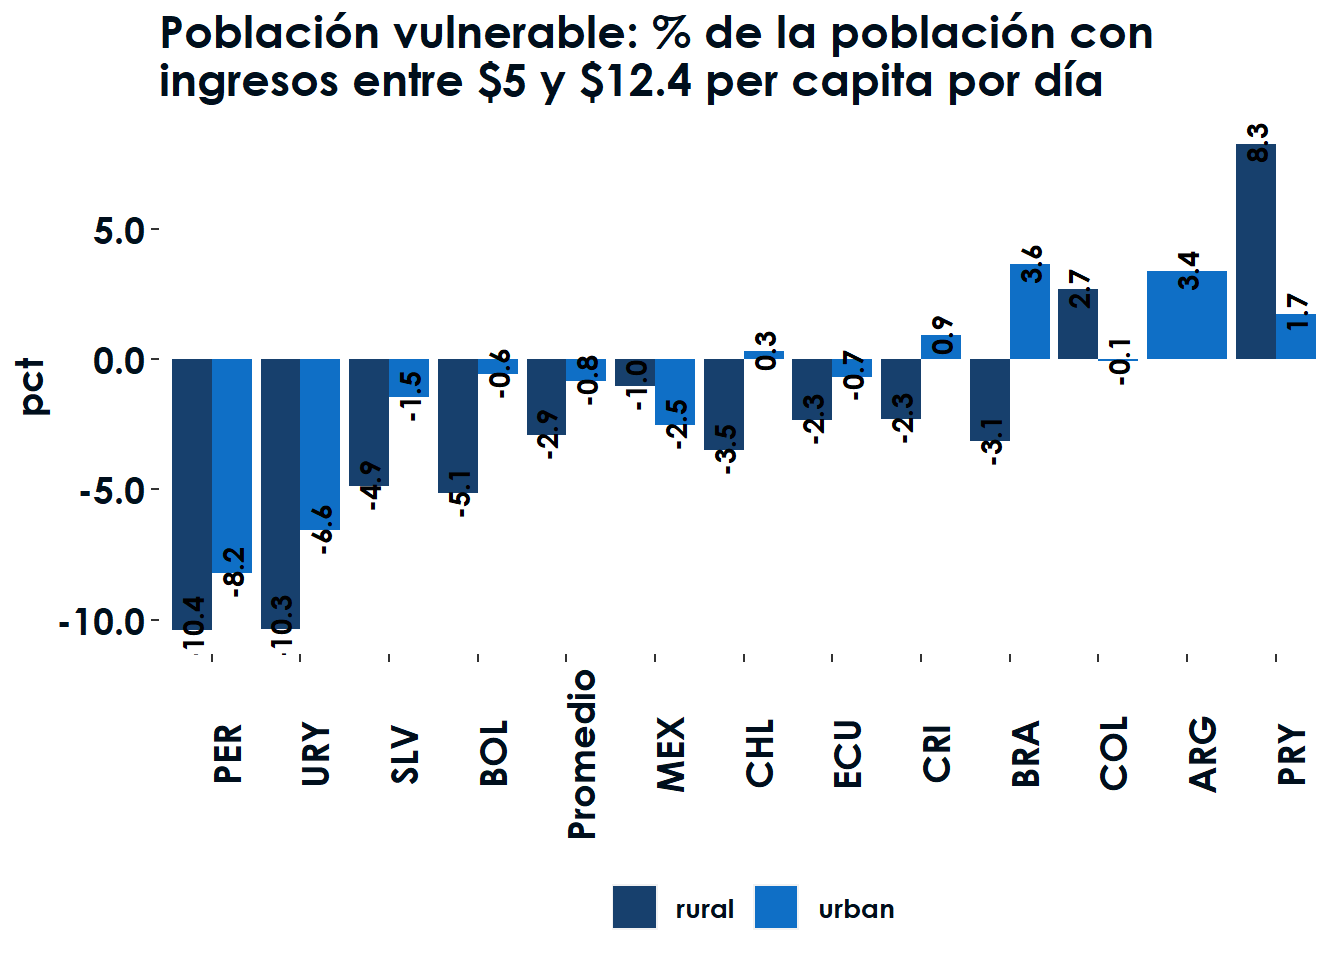 Población vulnerable: % de la población con
ingresos entre $5 y $12.4 per capita por día
pct
5.0
0.0
-5.0
-10.0
-10.4
-8.2
-10.3
-6.6
-4.9
-1.5
-5.1
-0.6
-2.9
-0.8
-1.0
-2.5
-3.5
0.3
-2.3
-0.7
-2.3
0.9
-3.1
3.6
2.7
-0.1
3.4
8.3
1.7
PER
URY
SLV
BOL
Promedio
MEX
CHL
ECU
CRI
BRA
COL
ARG
PRY
rural
urban